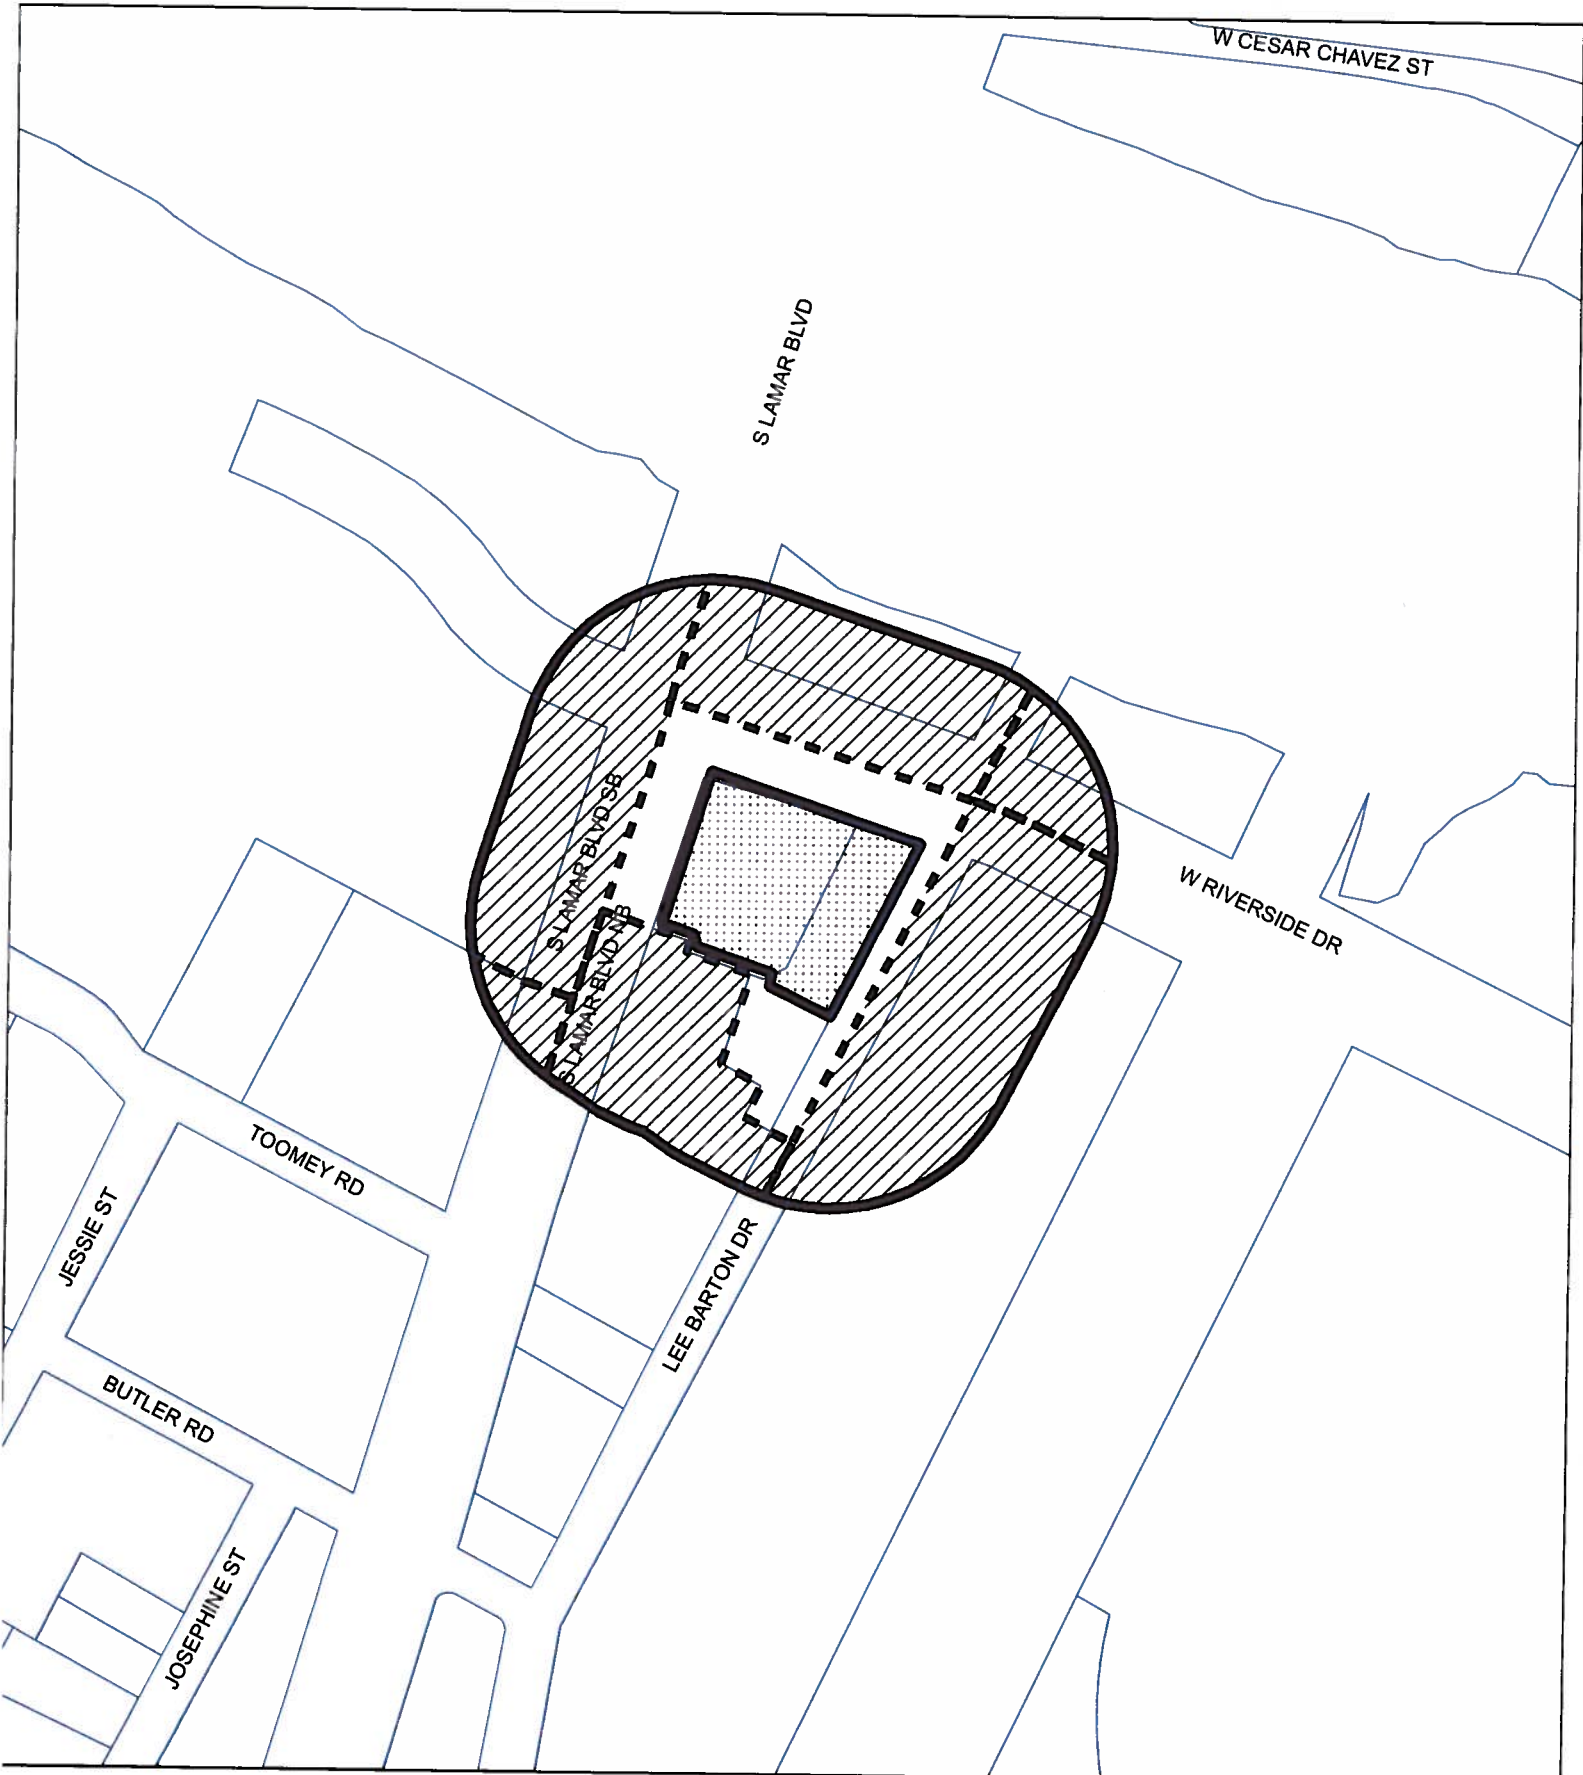 W CESAR CHAVEZ ST
S LAMAR BLVD
S LAMAR BLVD SB
S LAMAR BLVD NB
W RIVERSIDE DR
TOOMEY RD
JESSIE ST
LEE BARTON DR
BUTLER RD
JOSEPHINE ST